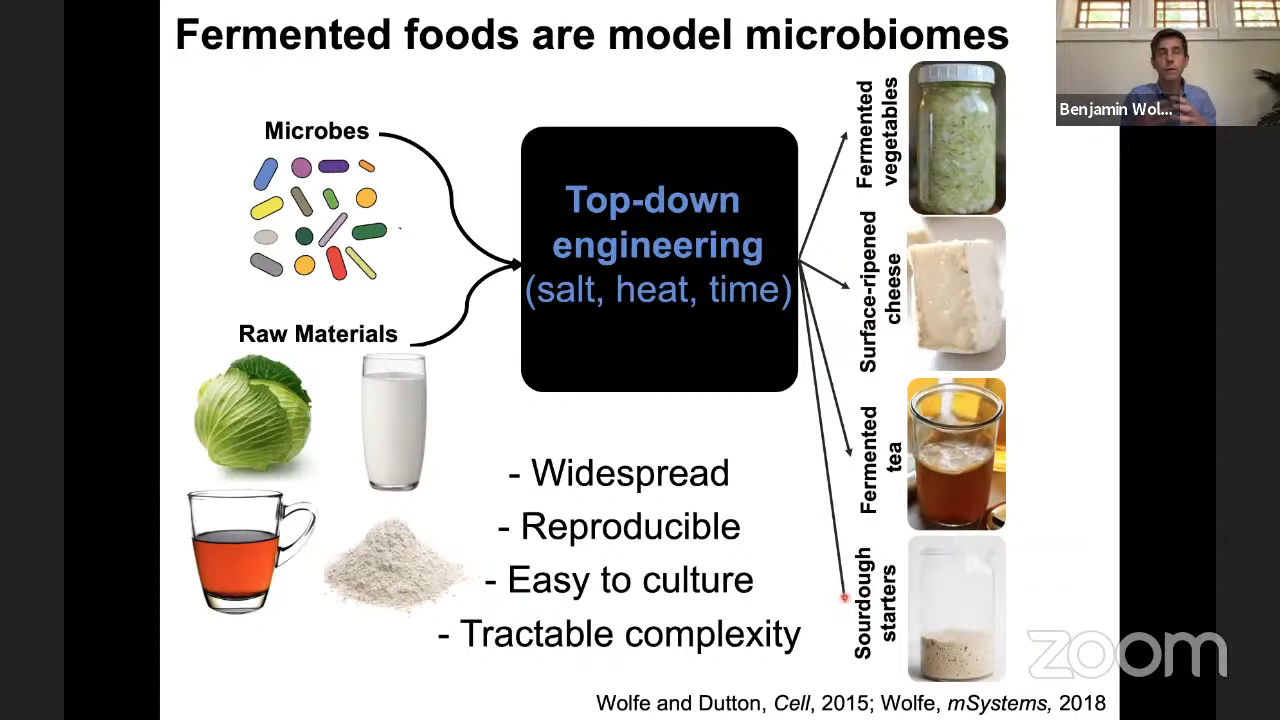 Fermented foods are model microbiomes
Benjamin Wol...
Microbes
Raw Materials
Top-down
engineering
(salt, heat, time)
Fermented
vegetables
Surface-ripened
cheese
Fermented
tea
Sourdough
starters
- Widespread
- Reproducible
- Easy to culture
- Tractable complexity
zoom
Wolfe and Dutton, Cell, 2015; Wolfe, mSystems, 2018